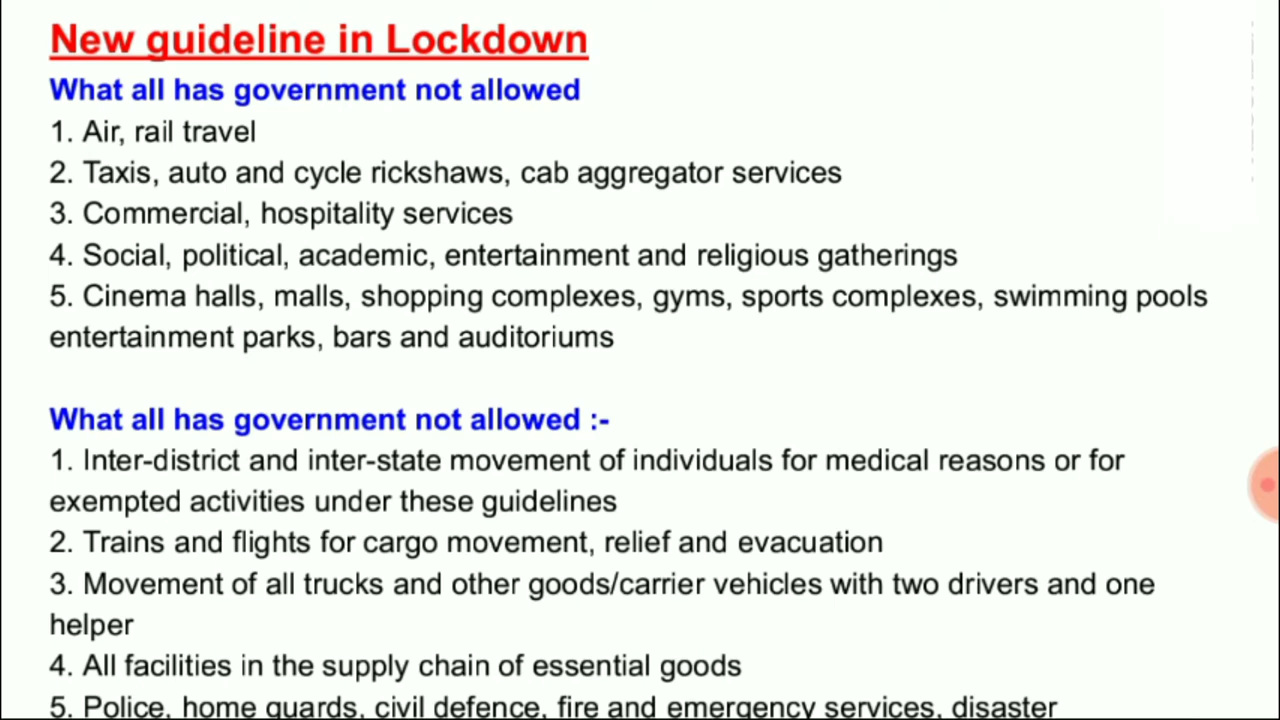 New guideline in Lockdown
What all has government not allowed
1. Air, rail travel
2. Taxis, auto and cycle rickshaws, cab aggregator services
3. Commercial, hospitality services
4. Social, political, academic, entertainment and religious gatherings
5. Cinema halls, malls, shopping complexes, gyms, sports complexes, swimming pools
entertainment parks, bars and auditoriums
What all has government not allowed :-
1. Inter-district and inter-state movement of individuals for medical reasons or for
exempted activities under these guidelines
2. Trains and flights for cargo movement, relief and evacuation
3. Movement of all trucks and other goods/carrier vehicles with two drivers and one
helper
4. All facilities in the supply chain of essential goods
5. Police, home guards, civil defence, fire and emergency services, disaster